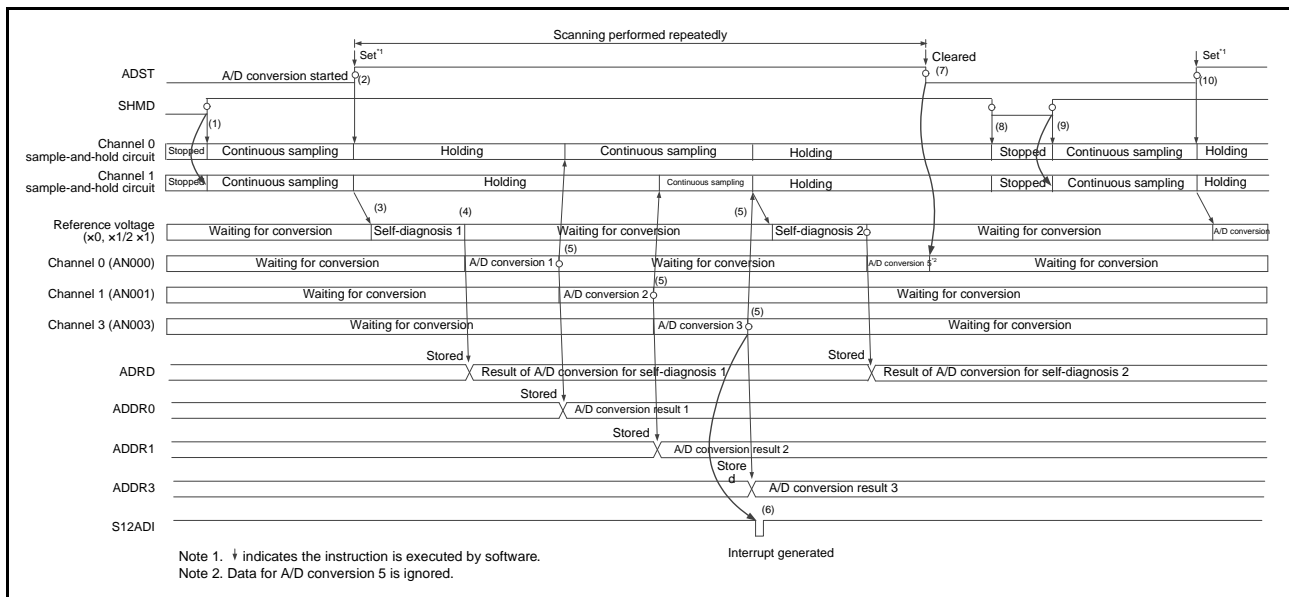 Scanning performed repeatedly
Set*1 Cleared Set*1
ADST A/D conversion started (2) (7) (10)
SHMD
(1) (8) (9)
Channel 0
sample-and-hold circuit Stopped Continuous sampling Holding Continuous sampling Holding Stopped Continuous sampling Holding
Channel 1
sample-and-hold circuit Stopped Continuous sampling Holding Continuous sampling Holding Stopped Continuous sampling Holding
(3) (4) (5)
Reference voltage
(×0, ×1/2 ×1) Waiting for conversion Self-diagnosis 1 Waiting for conversion Self-diagnosis 2 Waiting for conversion A/D conversion
(5)
Channel 0 (AN000) Waiting for conversion A/D conversion 1 Waiting for conversion A/D conversion 5*2 Waiting for conversion
(5)
Channel 1 (AN001) Waiting for conversion A/D conversion 2 Waiting for conversion
(5)
Channel 3 (AN003) Waiting for conversion A/D conversion 3 Waiting for conversion
Stored Stored
ADRD Result of A/D conversion for self-diagnosis 1 Result of A/D conversion for self-diagnosis 2
Stored
ADDR0 A/D conversion result 1
Stored
ADDR1 A/D conversion result 2
Store
d
ADDR3 A/D conversion result 3
(6)
S12ADI
Interrupt generated
Note 1. ↓ indicates the instruction is executed by software.
Note 2. Data for A/D conversion 5 is ignored.